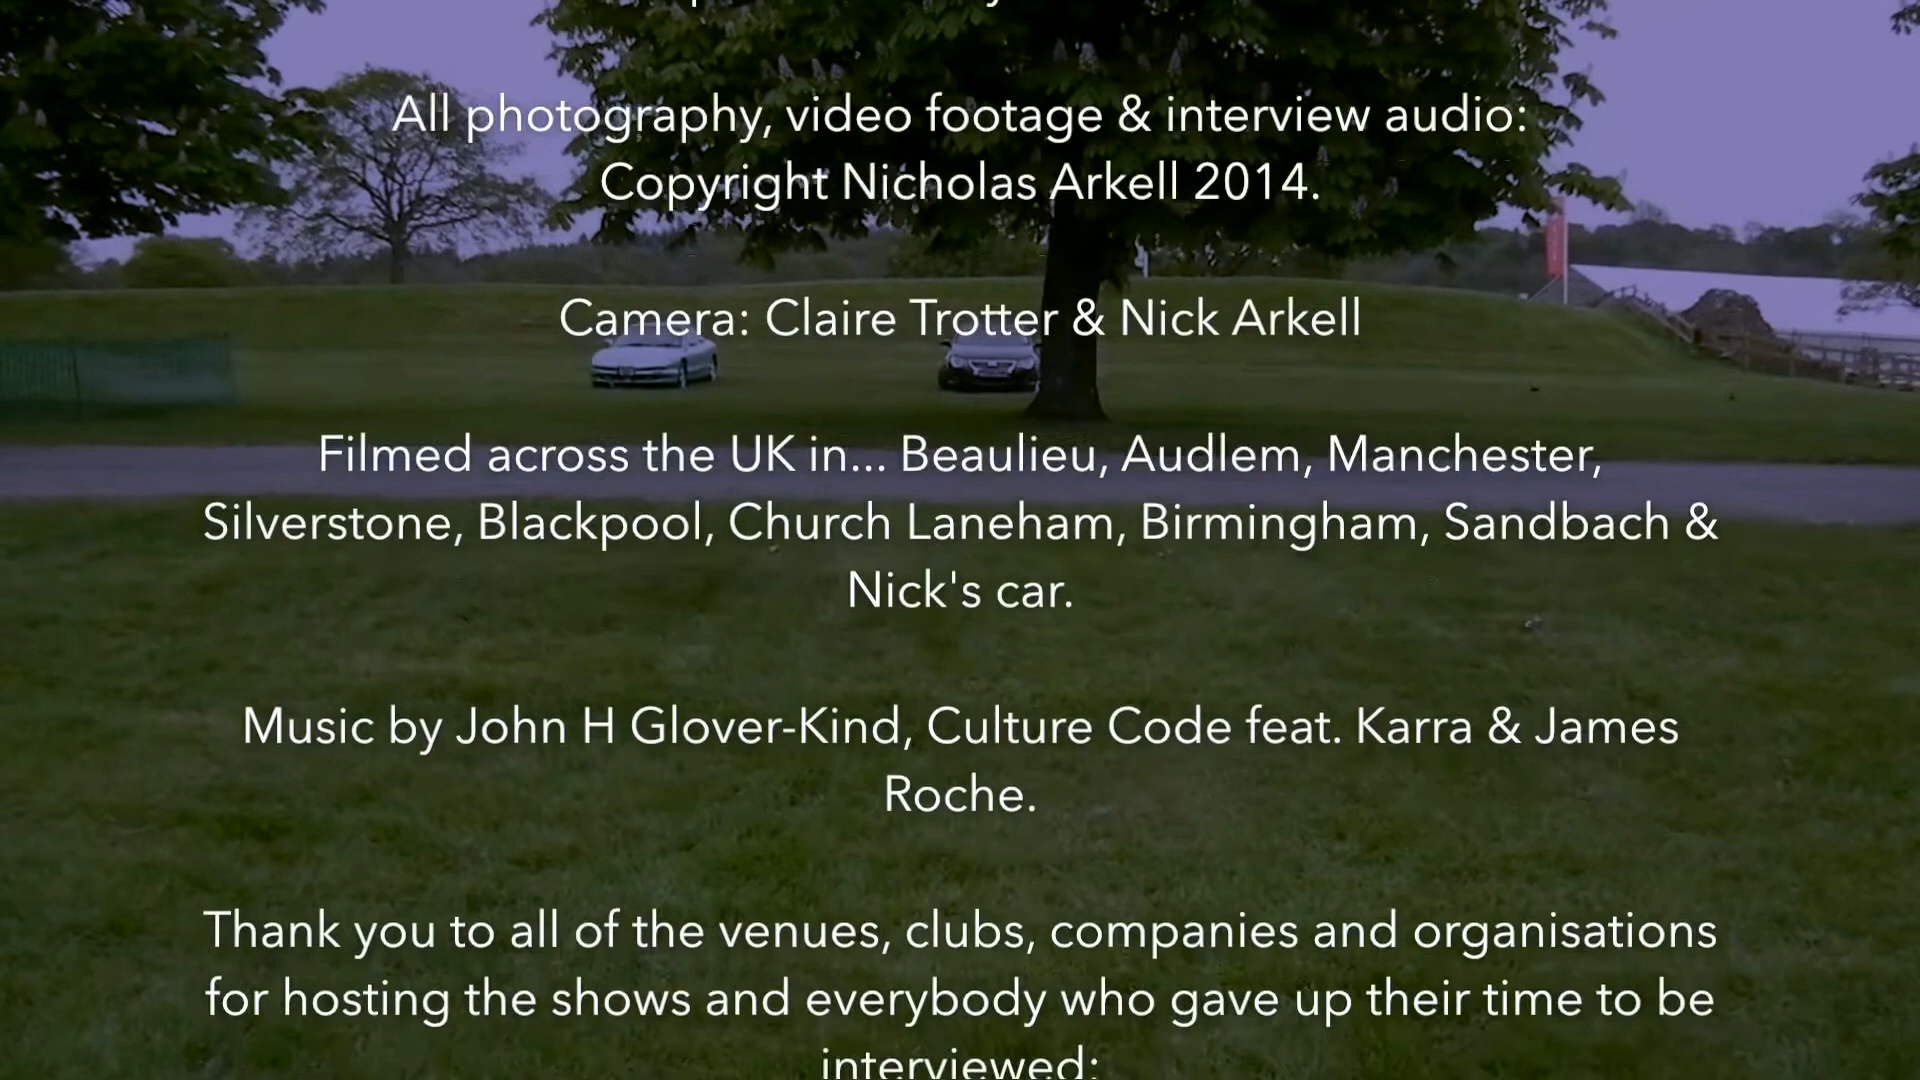 All photography, video footage & interview audio:
Copyright Nicholas Arkell 2014.
Camera: Claire Trotter & Nick Arkell
Filmed across the UK in... Beaulieu, Audlem, Manchester,
Silverstone, Blackpool, Church Laneham, Birmingham, Sandbach &
Nick's car.
Music by John H Glover-Kind, Culture Code feat. Karra & James
Roche.
Thank you to all of the venues, clubs, companies and organisations
for hosting the shows and everybody who gave up their time to be
interviewed: